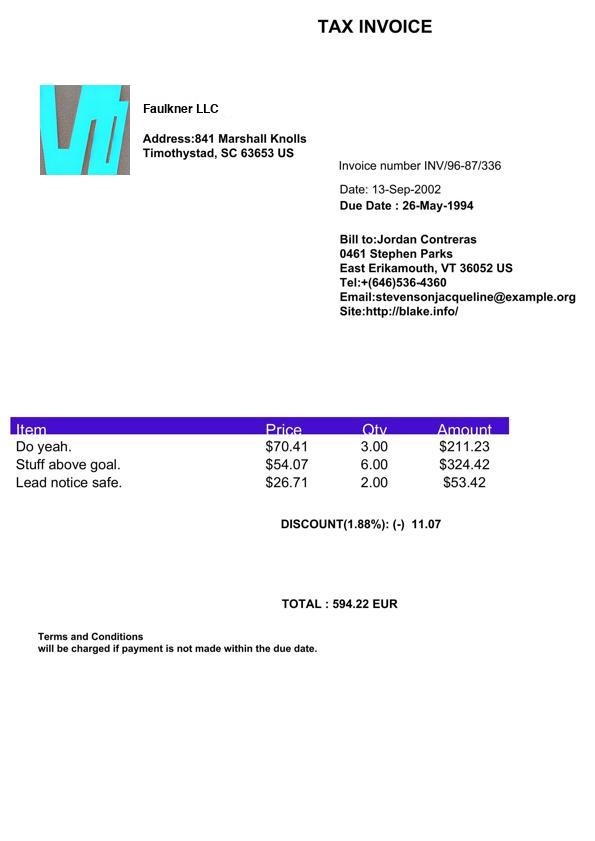 TAX INVOICE
Faulkner LLC
Address:841 Marshall Knolls
Timothystad, SC 63653 US
Invoice number INV/96-87/336
Date: 13-Sep-2002
Due Date : 26-May-1994
Bill to:Jordan Contreras
0461 Stephen Parks
East Erikamouth, VT 36052 US
Tel:+(646)536-4360
Email:stevensonjacqueline@example.org
Site:http://blake.info/
Item Price Qty Amount
Do yeah. $70.41 3.00 $211.23
Stuff above goal. $54.07 6.00 $324.42
Lead notice safe. $26.71 2.00 $53.42
DISCOUNT(1.88%): (-) 11.07
TOTAL : 594.22 EUR
Terms and Conditions
will be charged if payment is not made within the due date.